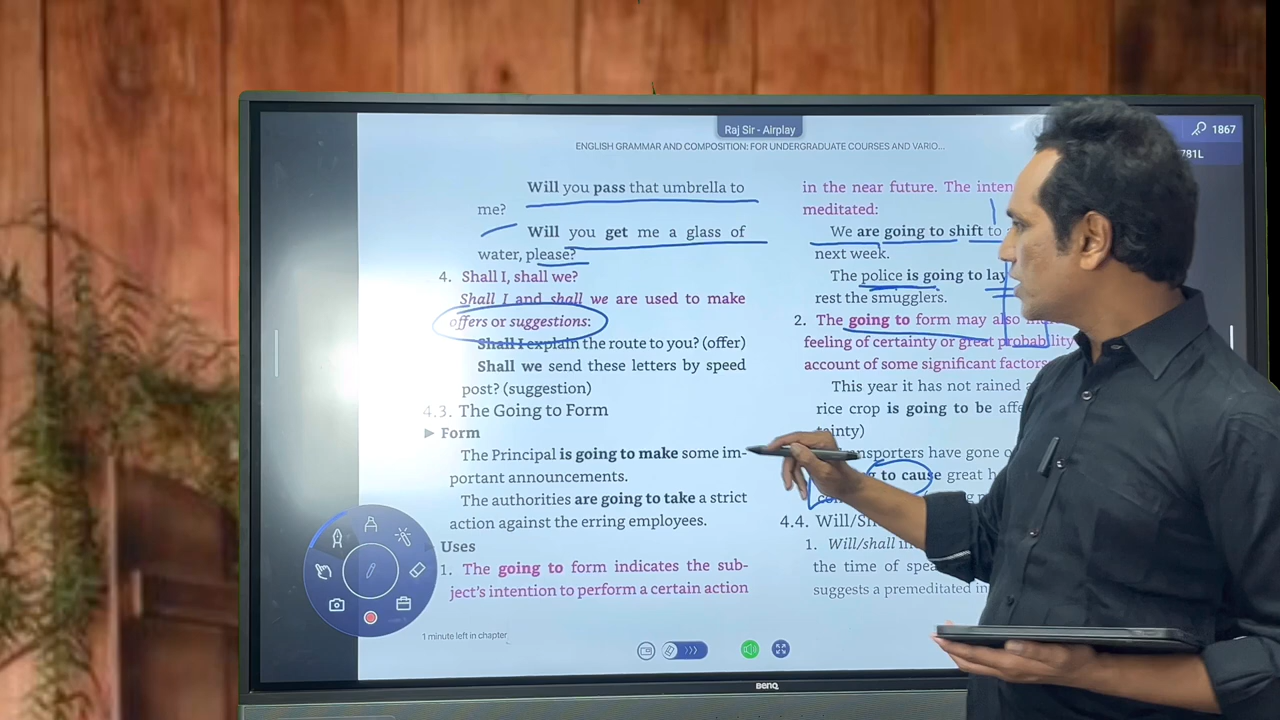 Raj Sir - Airplay
1867
781L
ENGLISH GRAMMAR AND COMPOSITION: FOR UNDERGRADUATE COURSES AND VARIO...
Will you pass that umbrella to
me?
Will you get me a glass of
water, please?
4. Shall I, shall we?
Shall I and shall we are used to make
offers or suggestions:
Shall I explain the route to you? (offer)
Shall we send these letters by speed
post? (suggestion)
4.3. The Going to Form
▶ Form
The Principal is going to make some im-
portant announcements.
The authorities are going to take a strict
action against the erring employees.
Uses
1. The going to form indicates the sub-
ject's intention to perform a certain action
in the near future. The
meditated:
We are going to shift to
next week.
The police is going to lay
rest the smugglers.
2. The going to form may also
feeling of certainty or great probability
account of some significant factors
This year it has not rained
rice crop is going to be
have gone
to cause great
4.4.
1. Will/shall
the time of
suggests a premeditated
1 minute left in chapter
BenQ